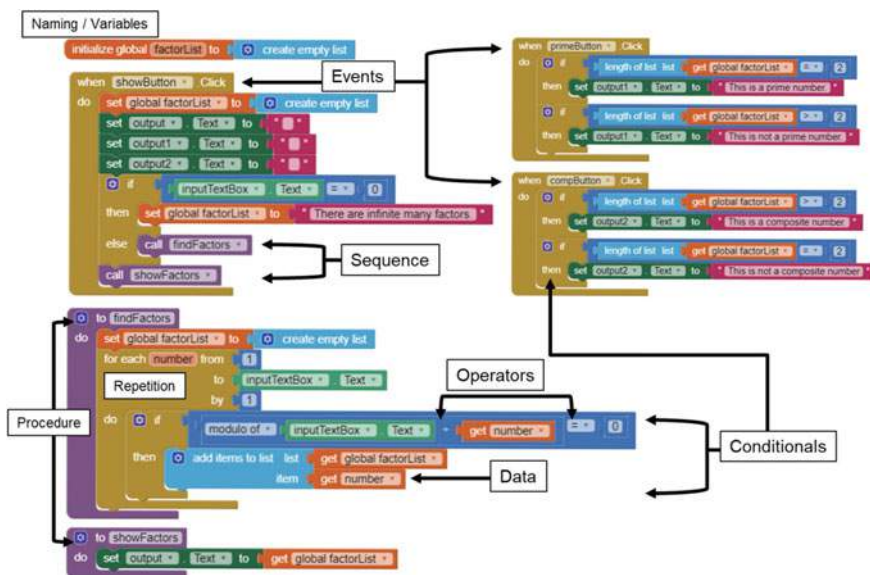 Naming / Variables
initialize global factorList to create empty list
when showButton . Click
do set global factorList to create empty list
set output . Text to " "
set output1 . Text to " "
set output2 . Text to " "
if inputTextBox . Text = 0
then set global factorList to " There are infinite many factors "
else call findFactors
call showFactors
Events
Sequence
when primeButton .Click
do if length of list list get global factorList = 2
then set output1 . Text to " This is a prime number. "
if length of list list get global factorList > 2
then set output1 . Text to " This is not a prime number. "
when compButton .Click
do if length of list list get global factorList > 2
then set output2 . Text to " This is a composite number "
if length of list list get global factorList = 2
then set output2 . Text to " This is not a composite number "
to findFactors
do set global factorList to create empty list
for each number from 1
Repetition
to inputTextBox . Text
by 1
Operators
Procedure
do if modulo of inputTextBox . Text ÷ get number = 0
then add items to list list get global factorList
item get number
Data
Conditionals
to showFactors
do set output . Text to get global factorList